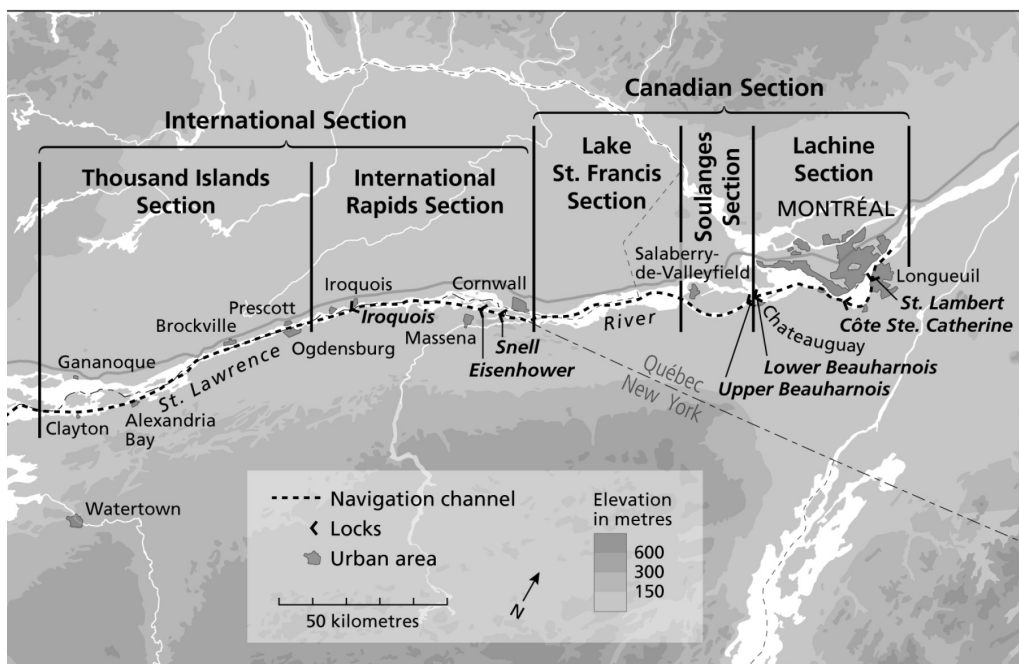 Canadian Section
International Section
Thousand Islands
Section
International
Rapids Section
Lake
St. Francis
Section
Soulanges
Section
Lachine
Section
MONTRÉAL
Salaberry-
de-Valleyfield
Longueuil
St. Lambert
Côte Ste. Catherine
Chateauguay
Lower Beauharnois
Upper Beauharnois
Cornwall
Iroquois
Iroquois
Prescott
Brockville
Ogdensburg
Massena
Snell
Eisenhower
Gananoque
St. Lawrence
River
Clayton
Alexandria
Bay
Québec
New York
Watertown
Navigation channel
Locks
Urban area
50 kilometres
N
Elevation
in metres
600
300
150